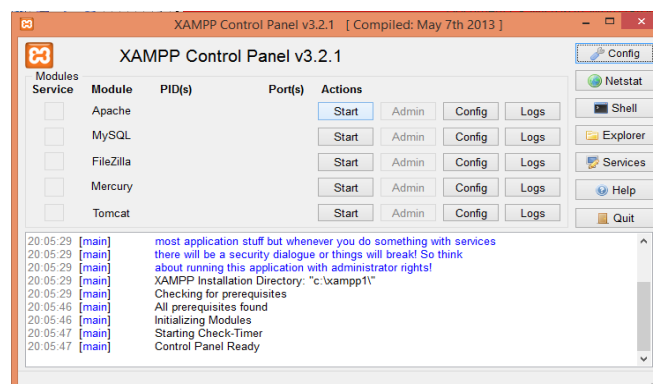 XAMPP Control Panel v3.2.1 [ Compiled: May 7th 2013 ]
XAMPP Control Panel v3.2.1
Config
Modules
Service Module PID(s) Port(s) Actions
Netstat
Apache Start Admin Config Logs
Shell
MySQL Start Admin Config Logs
Explorer
FileZilla Start Admin Config Logs
Services
Mercury Start Admin Config Logs
Help
Tomcat Start Admin Config Logs
Quit
20:05:29 [main] most application stuff but whenever you do something with services
20:05:29 [main] there will be a security dialogue or things will break! So think
20:05:29 [main] about running this application with administrator rights!
20:05:29 [main] XAMPP Installation Directory: "c:\xampp1\"
20:05:29 [main] Checking for prerequisites
20:05:46 [main] All prerequisites found
20:05:46 [main] Initializing Modules
20:05:47 [main] Starting Check-Timer
20:05:47 [main] Control Panel Ready